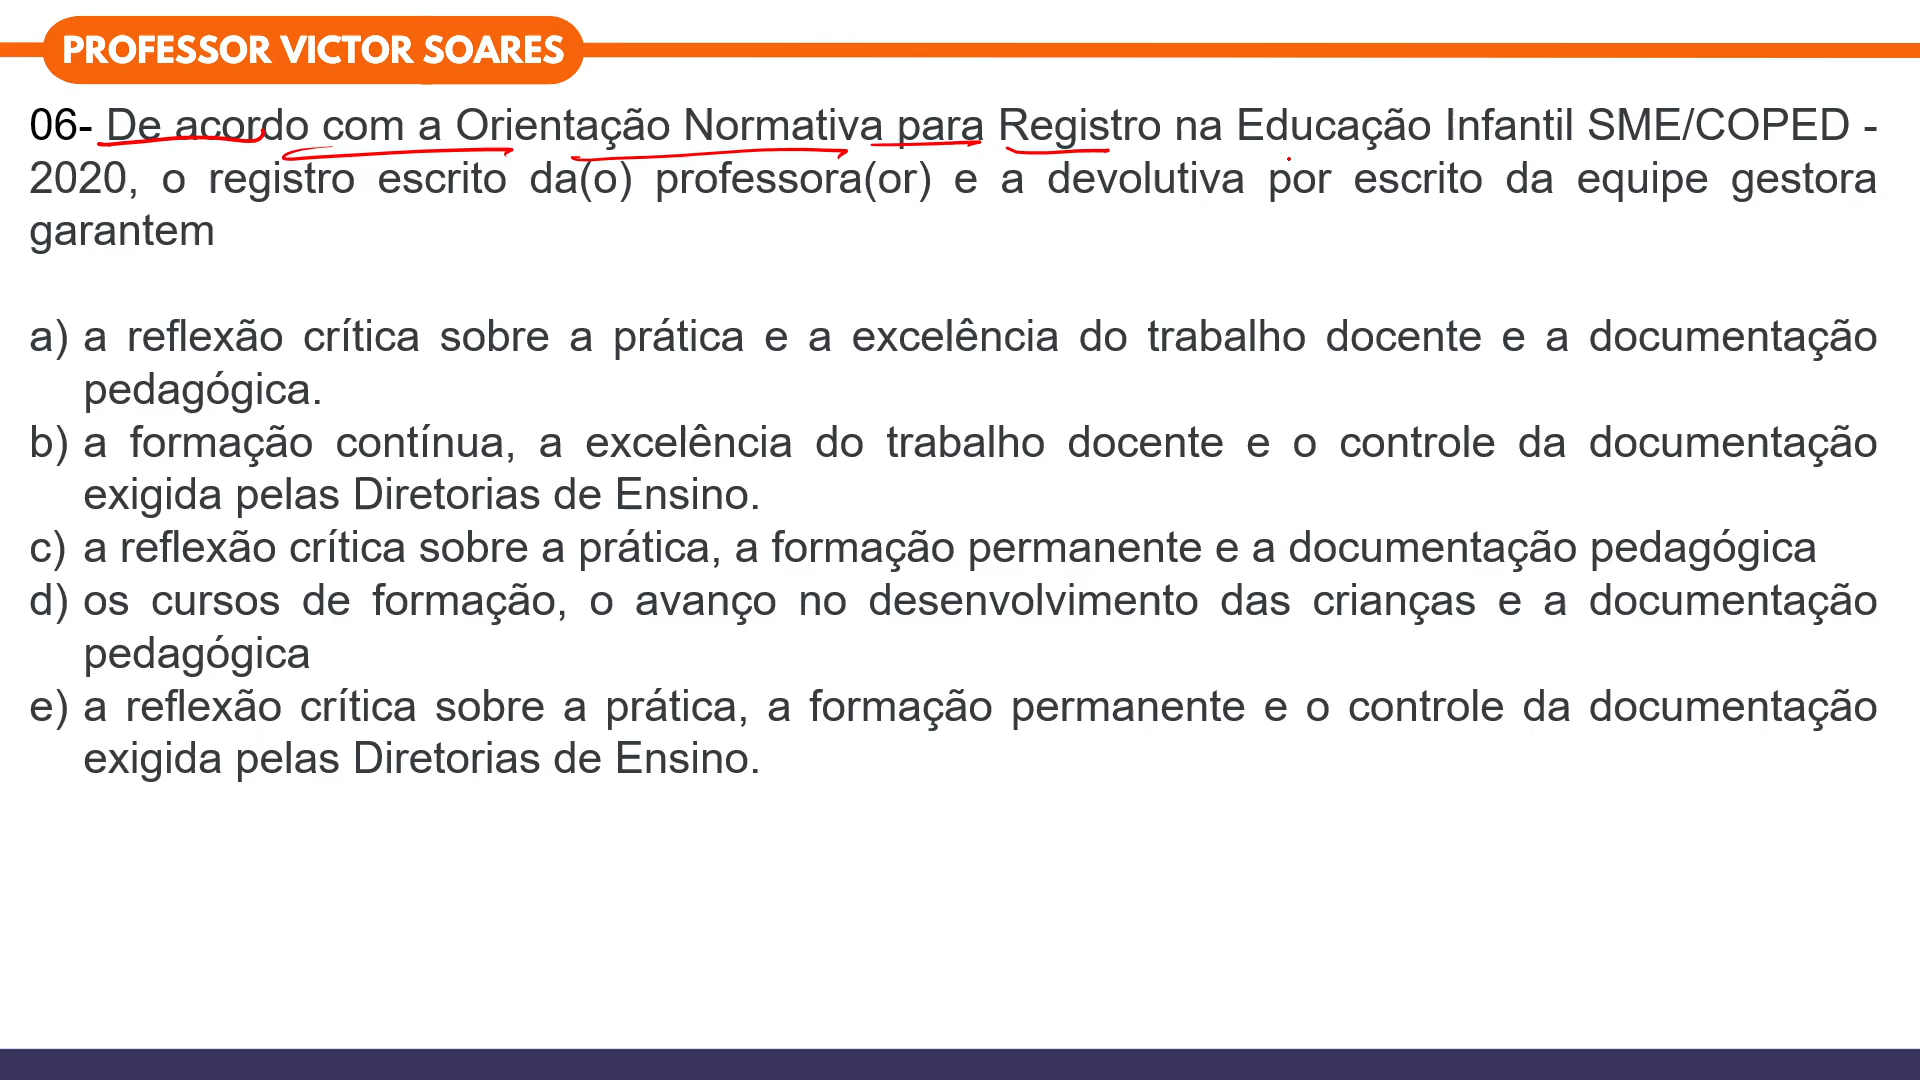 PROFESSOR VICTOR SOARES
06- De acordo com a Orientação Normativa para Registro na Educação Infantil SME/COPED -
2020, o registro escrito da(o) professora(or) e a devolutiva por escrito da equipe gestora
garantem
a) a reflexão crítica sobre a prática e a excelência do trabalho docente e a documentação
pedagógica.
b) a formação contínua, a excelência do trabalho docente e o controle da documentação
exigida pelas Diretorias de Ensino.
c) a reflexão crítica sobre a prática, a formação permanente e a documentação pedagógica
d) os cursos de formação, o avanço no desenvolvimento das crianças e a documentação
pedagógica
e) a reflexão crítica sobre a prática, a formação permanente e o controle da documentação
exigida pelas Diretorias de Ensino.